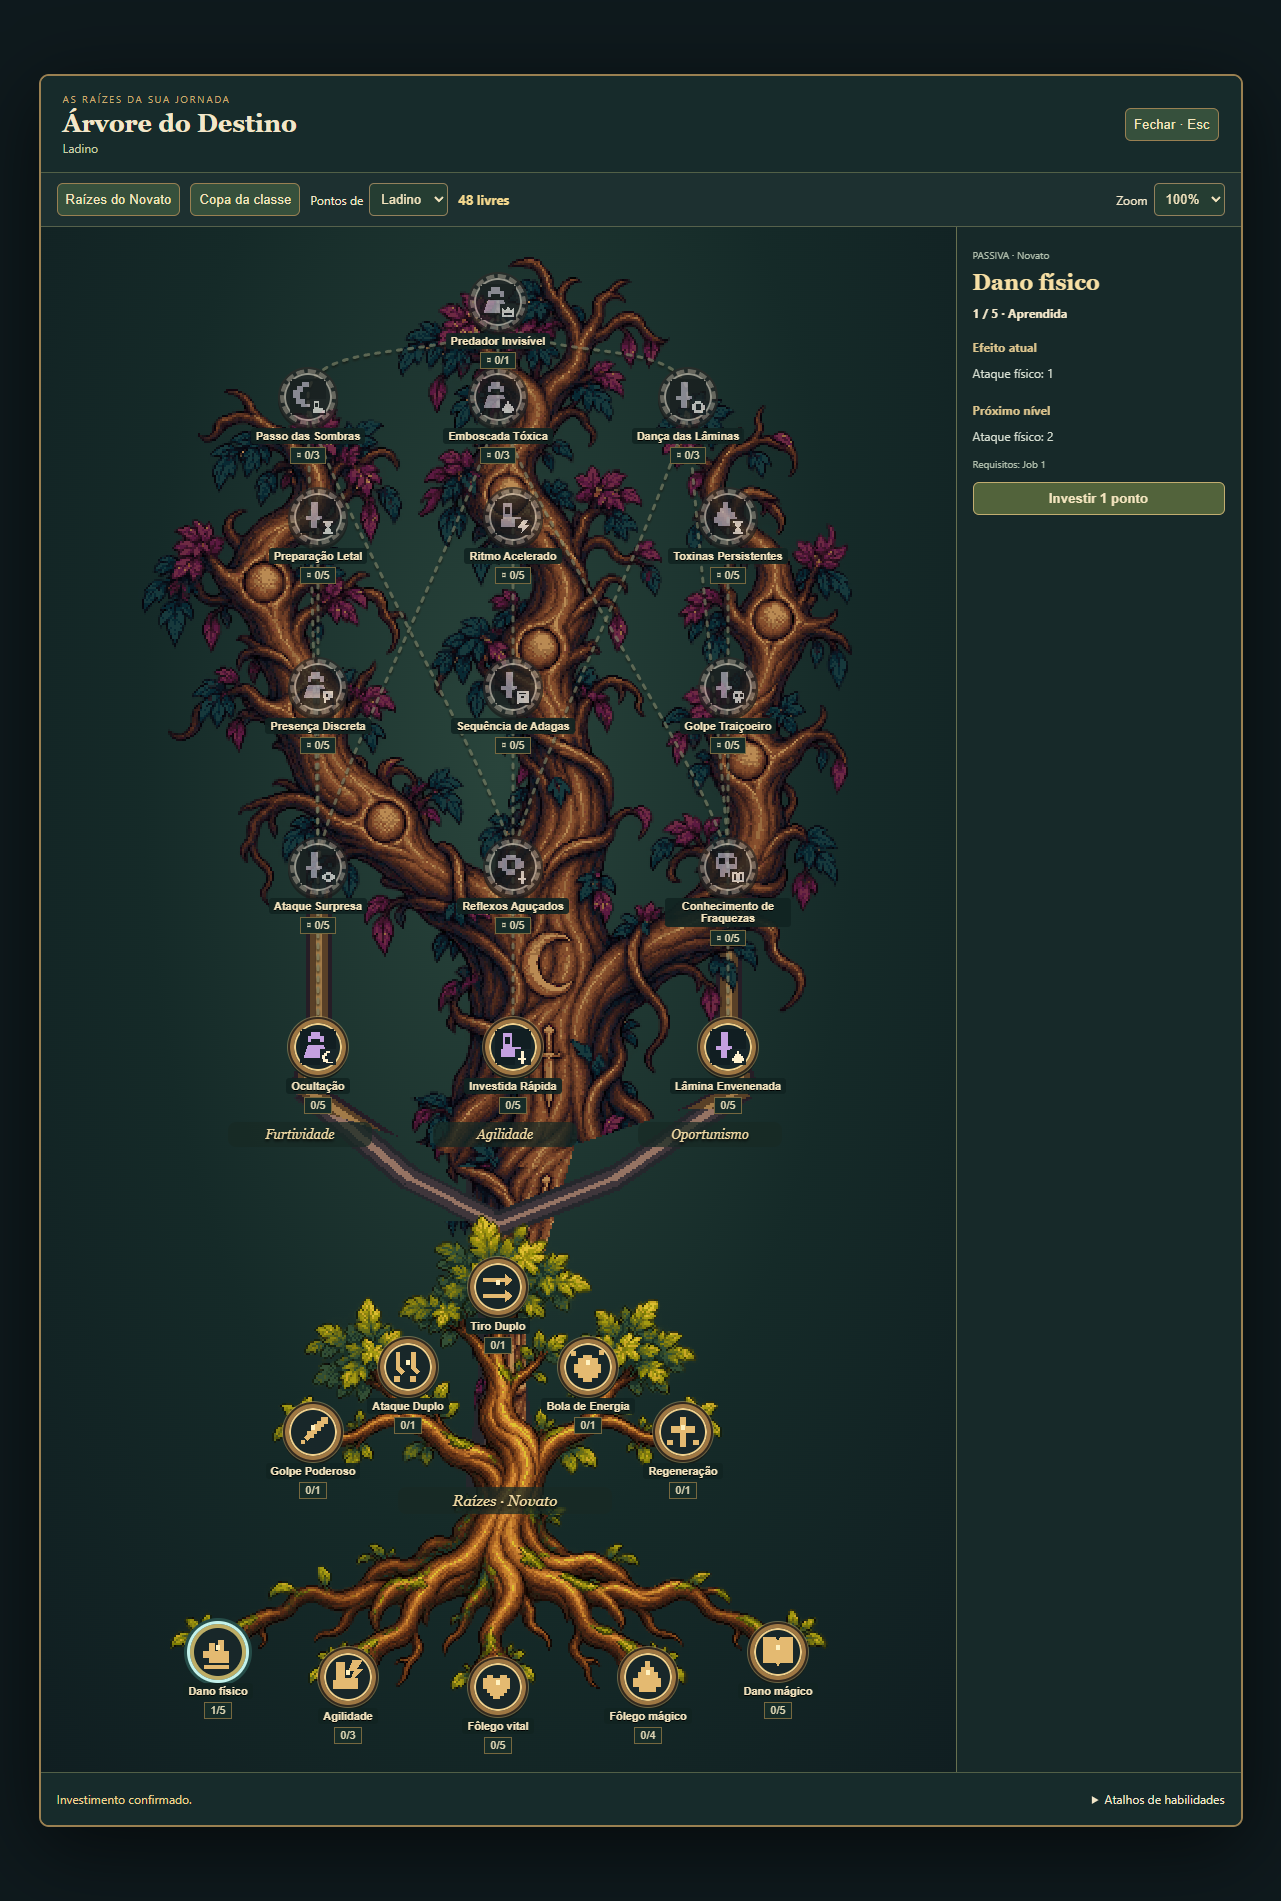 AS RAÍZES DA SUA JORNADA
Árvore do Destino
Ladino
Fechar · Esc
Raízes do Novato
Copa da classe
Pontos de
Ladino
48 livres
Zoom
100%
Predador Invisível
¤ 0/1
Passo das Sombras
Emboscada Tóxica
Dança das Lâminas
¤ 0/3
¤ 0/3
¤ 0/3
Preparação Letal
Ritmo Acelerado
Toxinas Persistentes
¤ 0/5
¤ 0/5
¤ 0/5
Presença Discreta
Sequência de Adagas
Golpe Traiçoeiro
¤ 0/5
¤ 0/5
¤ 0/5
Ataque Surpresa
Reflexos Aguçados
Conhecimento de
Fraquezas
¤ 0/5
¤ 0/5
¤ 0/5
Ocultação
Investida Rápida
Lâmina Envenenada
0/5
0/5
0/5
Furtividade
Agilidade
Oportunismo
Tiro Duplo
0/1
Ataque Duplo
Bola de Energia
0/1
0/1
Golpe Poderoso
Regeneração
0/1
0/1
Raízes · Novato
Dano físico
Dano mágico
1/5
0/5
Agilidade
Fôlego mágico
0/3
0/4
Fôlego vital
0/5
PASSIVA · Novato
Dano físico
1 / 5 · Aprendida
Efeito atual
Ataque físico: 1
Próximo nível
Ataque físico: 2
Requisitos: Job 1
Investir 1 ponto
Investimento confirmado.
▶ Atalhos de habilidades